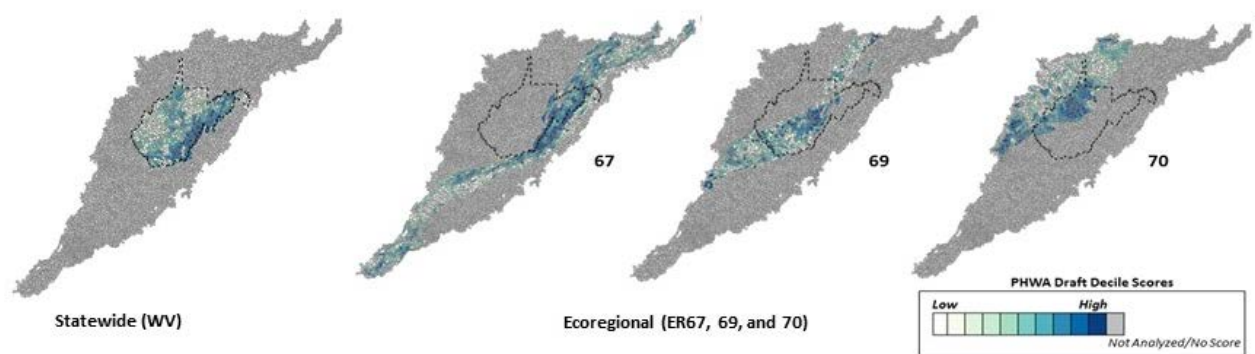 67
69
70
Statewide (WV)
Ecoregional (ER67, 69, and 70)
PHWA Draft Decile Scores
Low High
Not Analyzed/No Score